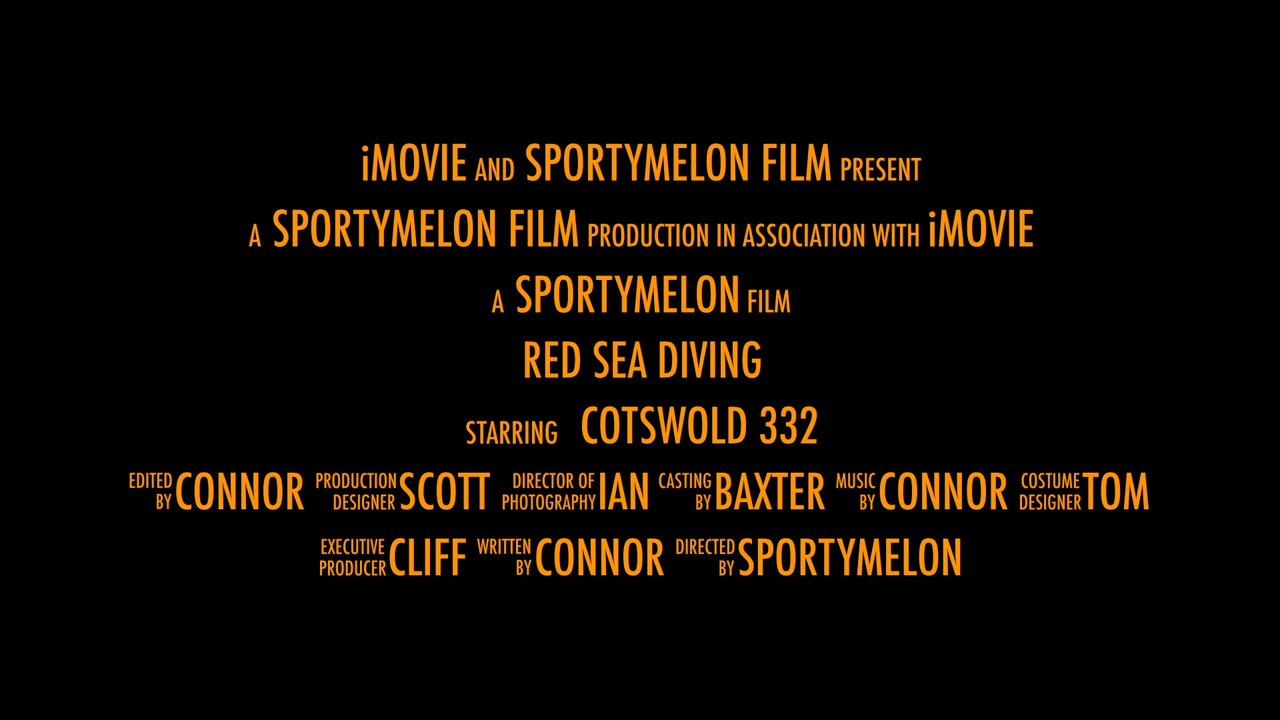 iMOVIE AND SPORTYMELON FILM PRESENT
A SPORTYMELON FILM PRODUCTION IN ASSOCIATION WITH iMOVIE
A SPORTYMELON FILM
RED SEA DIVING
STARRING COTSWOLD 332
EDITED BY CONNOR PRODUCTION DESIGNER SCOTT DIRECTOR OF PHOTOGRAPHY IAN CASTING BY BAXTER MUSIC BY CONNOR COSTUME DESIGNER TOM
EXECUTIVE PRODUCER CLIFF WRITTEN BY CONNOR DIRECTED BY SPORTYMELON